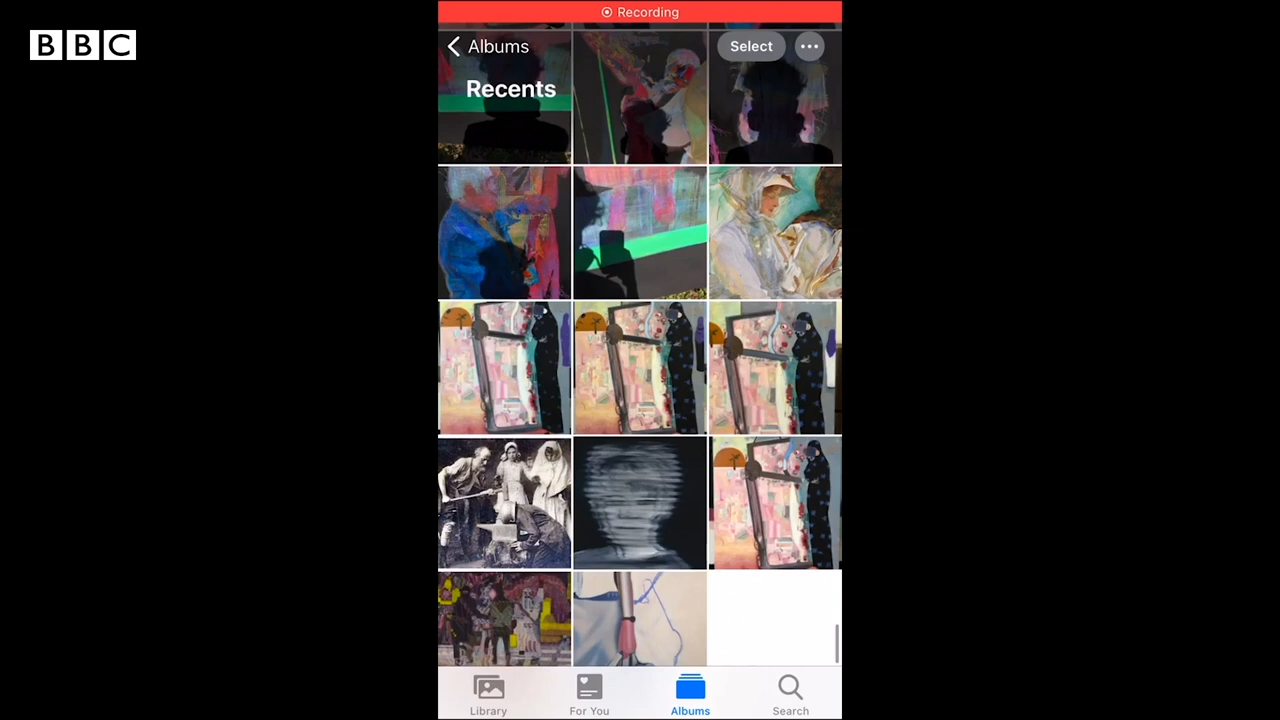 Recording
BBC
Albums
Select
Recents
Library
For You
Albums
Search